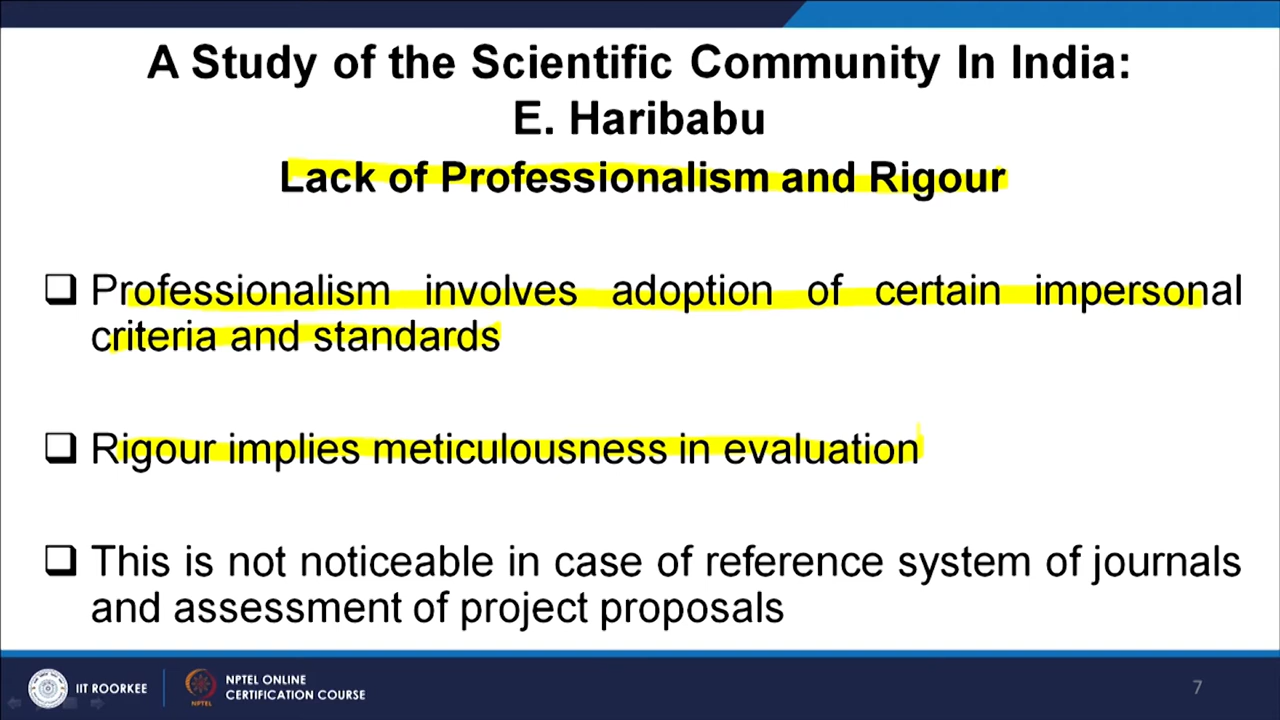 A Study of the Scientific Community In India:
E. Haribabu
Lack of Professionalism and Rigour
Professionalism involves adoption of certain impersonal
criteria and standards
Rigour implies meticulousness in evaluation
This is not noticeable in case of reference system of journals
and assessment of project proposals
IIT ROORKEE
NPTEL
NPTEL ONLINE
CERTIFICATION COURSE
7